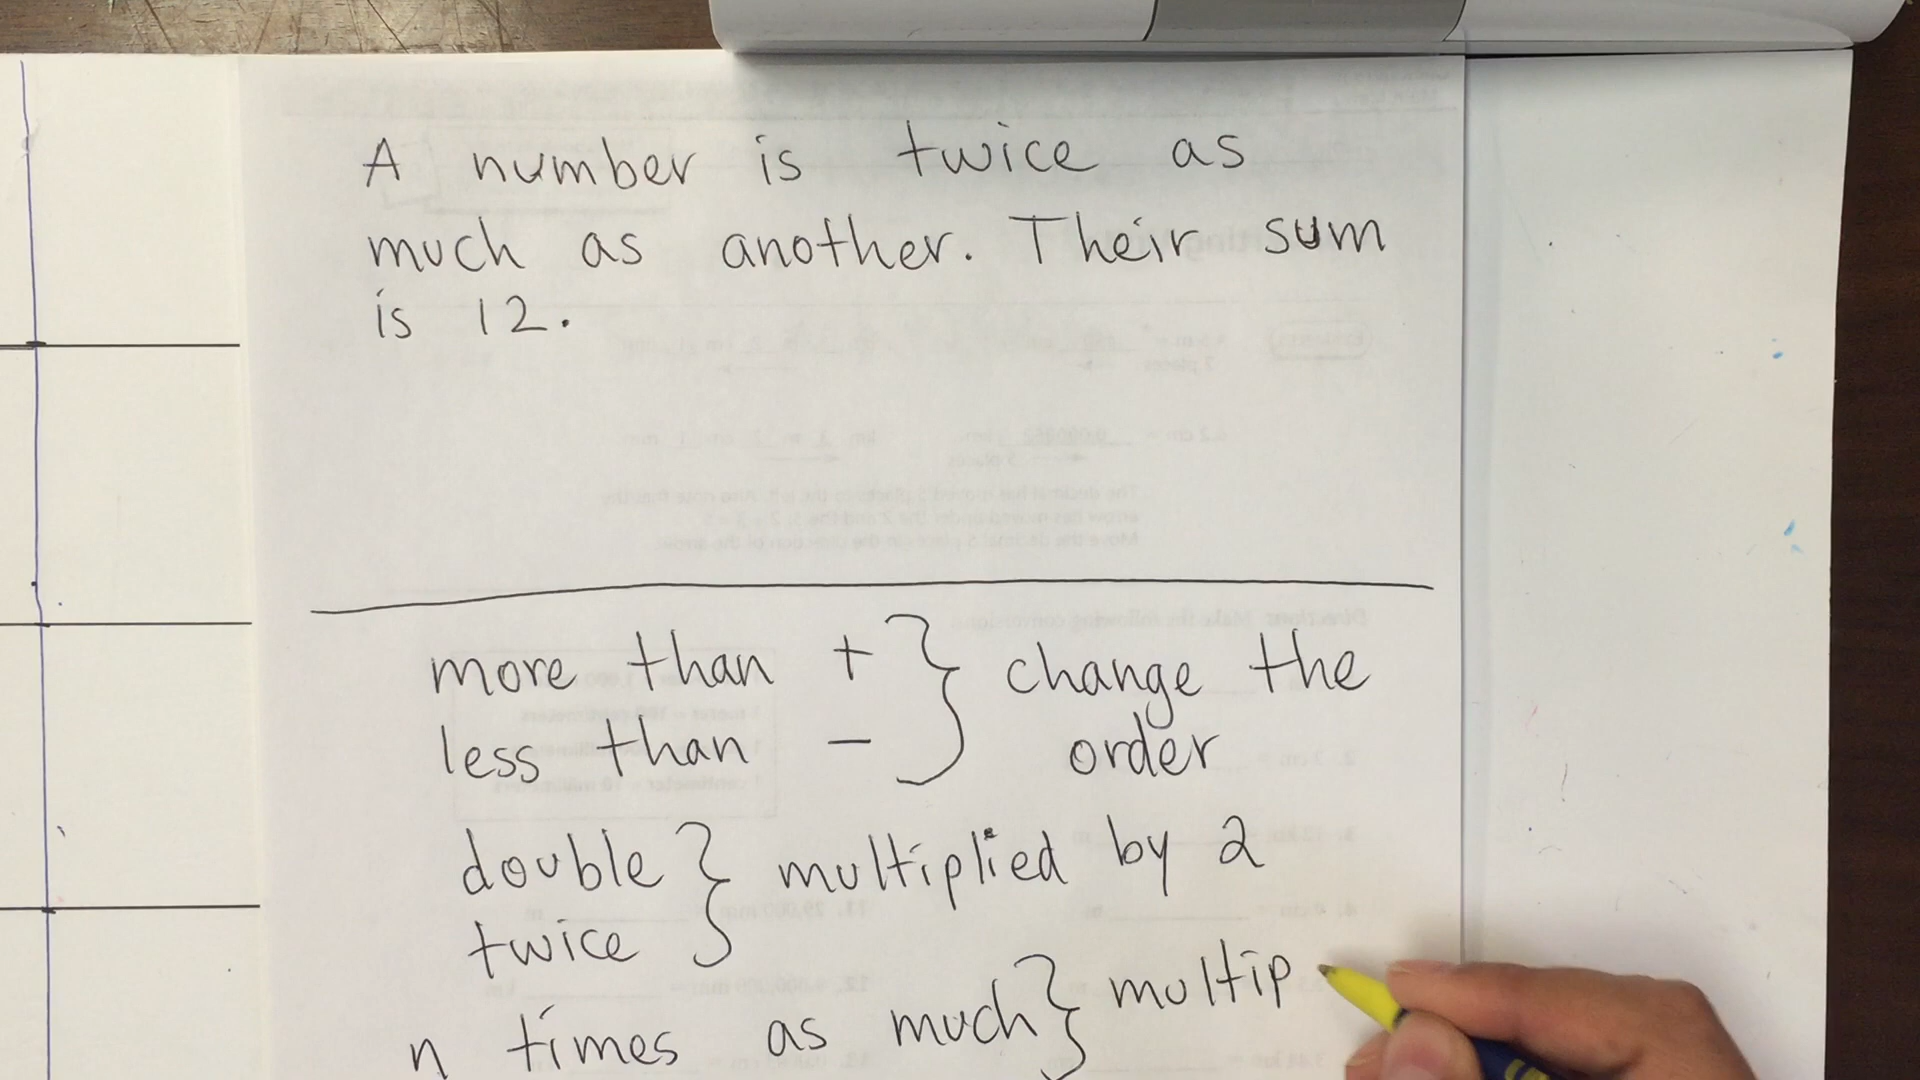 A number is twice as
much as another. Their sum
is 12.
more than + } change the
less than - } order
double } multiplied by 2
twice
n times as much } multip